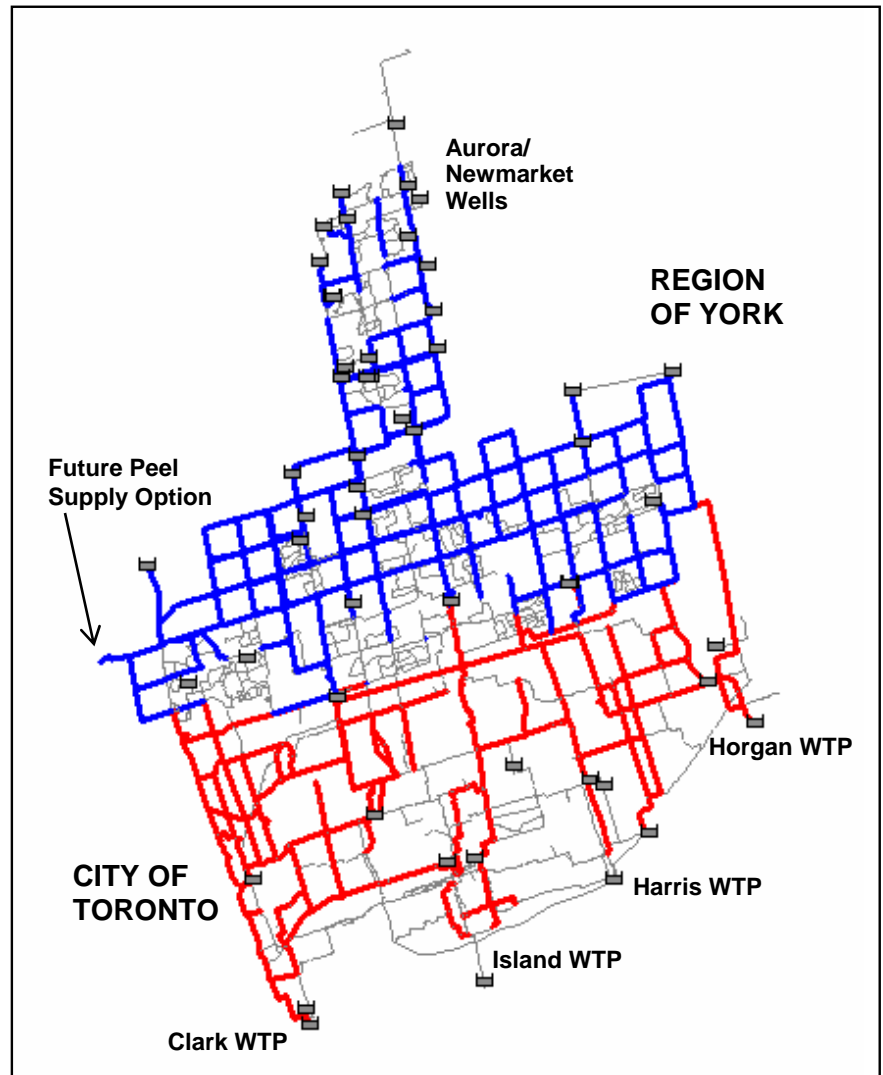 Aurora/
Newmarket
Wells
REGION
OF YORK
Future Peel
Supply Option
Horgan WTP
CITY OF
TORONTO
Harris WTP
Island WTP
Clark WTP